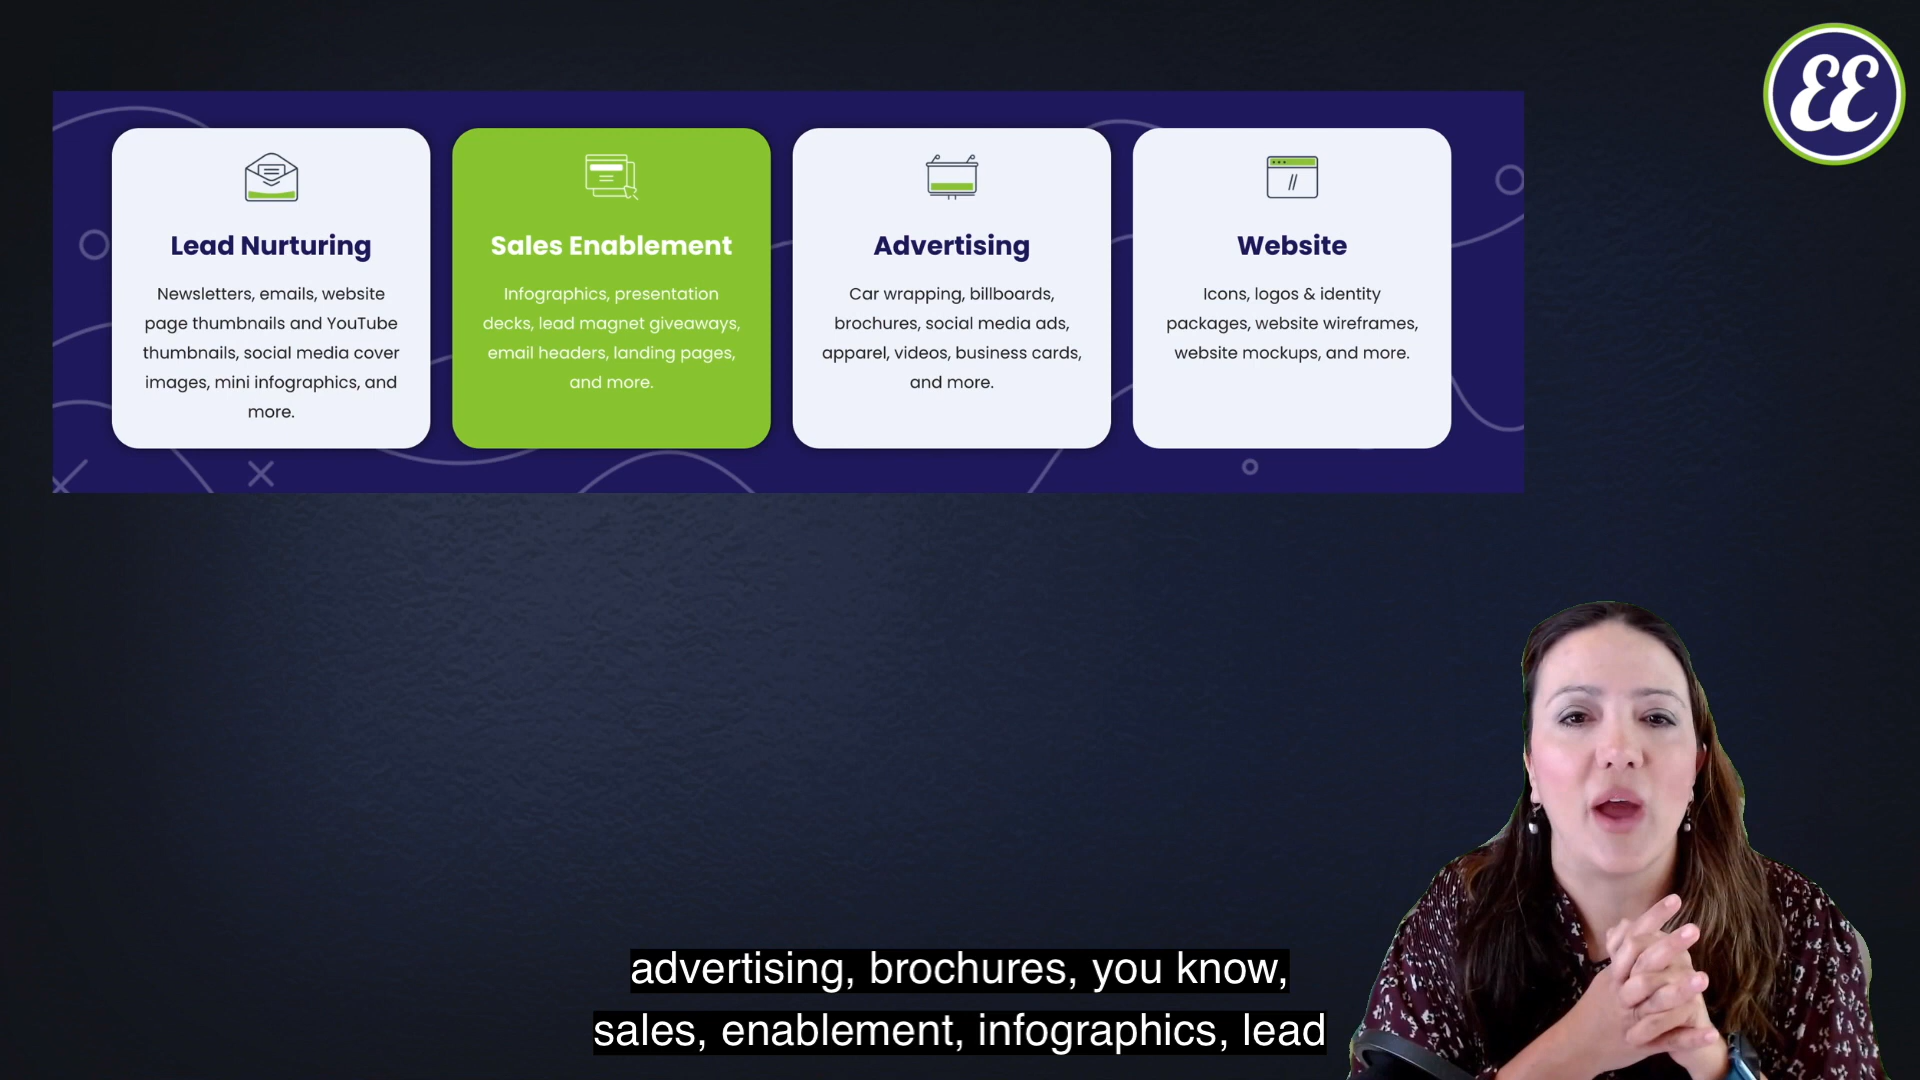 EE
Lead Nurturing
Newsletters, emails, website
page thumbnails and YouTube
thumbnails, social media cover
images, mini infographics, and
more.
Sales Enablement
Infographics, presentation
decks, lead magnet giveaways,
email headers, landing pages,
and more.
Advertising
Car wrapping, billboards,
brochures, social media ads,
apparel, videos, business cards,
and more.
Website
Icons, logos & identity
packages, website wireframes,
website mockups, and more.
advertising, brochures, you know,
sales, enablement, infographics, lead